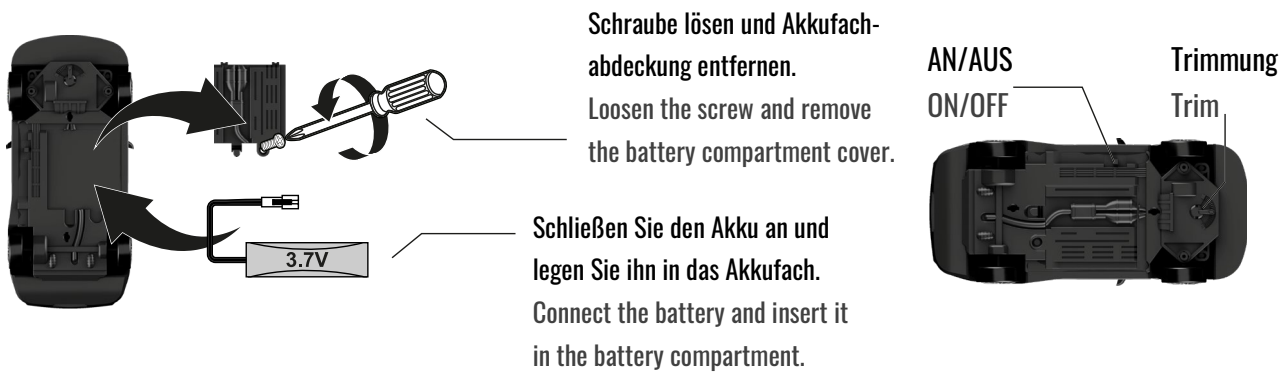 Schraube lösen und Akkufach-
abdeckung entfernen.
Loosen the screw and remove
the battery compartment cover.
3.7V
Schließen Sie den Akku an und
legen Sie ihn in das Akkufach.
Connect the battery and insert it
in the battery compartment.
AN/AUS
ON/OFF
Trimmung
Trim